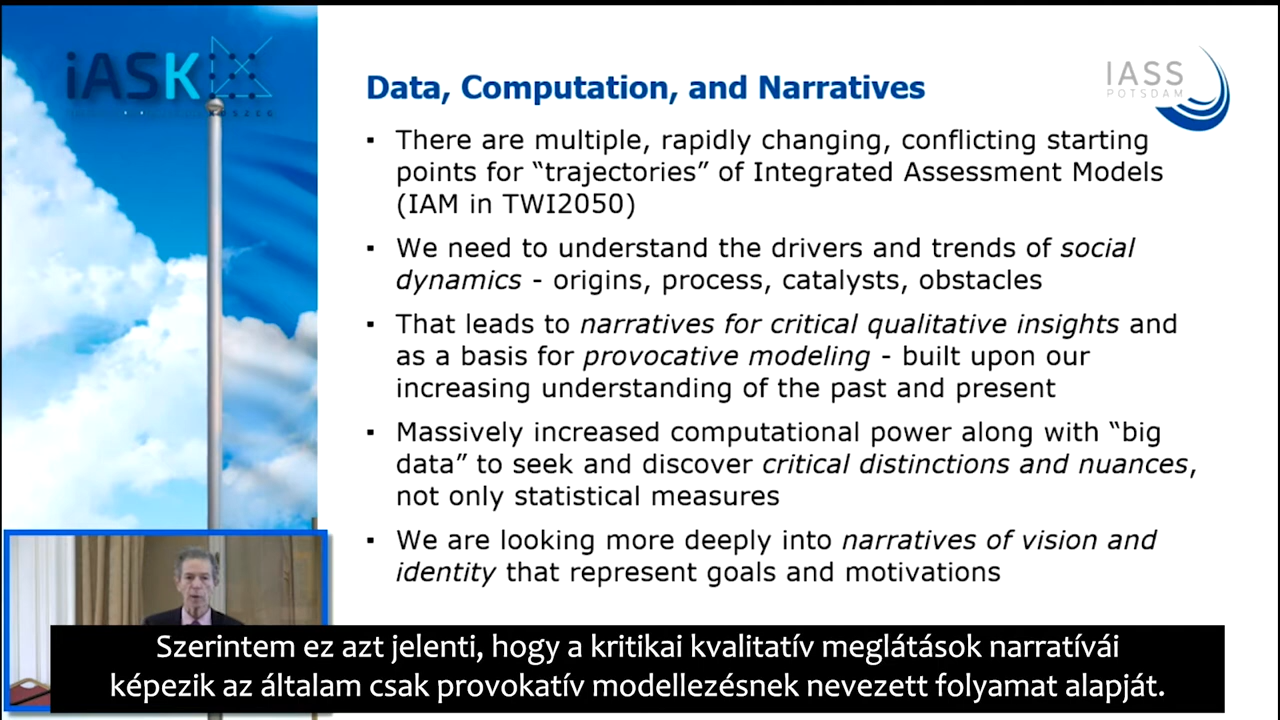 iASK
KŐSZEG
IASS
POTSDAM
Data, Computation, and Narratives
▪ There are multiple, rapidly changing, conflicting starting
points for “trajectories” of Integrated Assessment Models
(IAM in TWI2050)
▪ We need to understand the drivers and trends of social
dynamics - origins, process, catalysts, obstacles
▪ That leads to narratives for critical qualitative insights and
as a basis for provocative modeling - built upon our
increasing understanding of the past and present
▪ Massively increased computational power along with “big
data” to seek and discover critical distinctions and nuances,
not only statistical measures
▪ We are looking more deeply into narratives of vision and
identity that represent goals and motivations
Szerintem ez azt jelenti, hogy a kritikai kvalitatív meglátások narratívái
képezik az általam csak provokatív modellezésnek nevezett folyamat alapját.